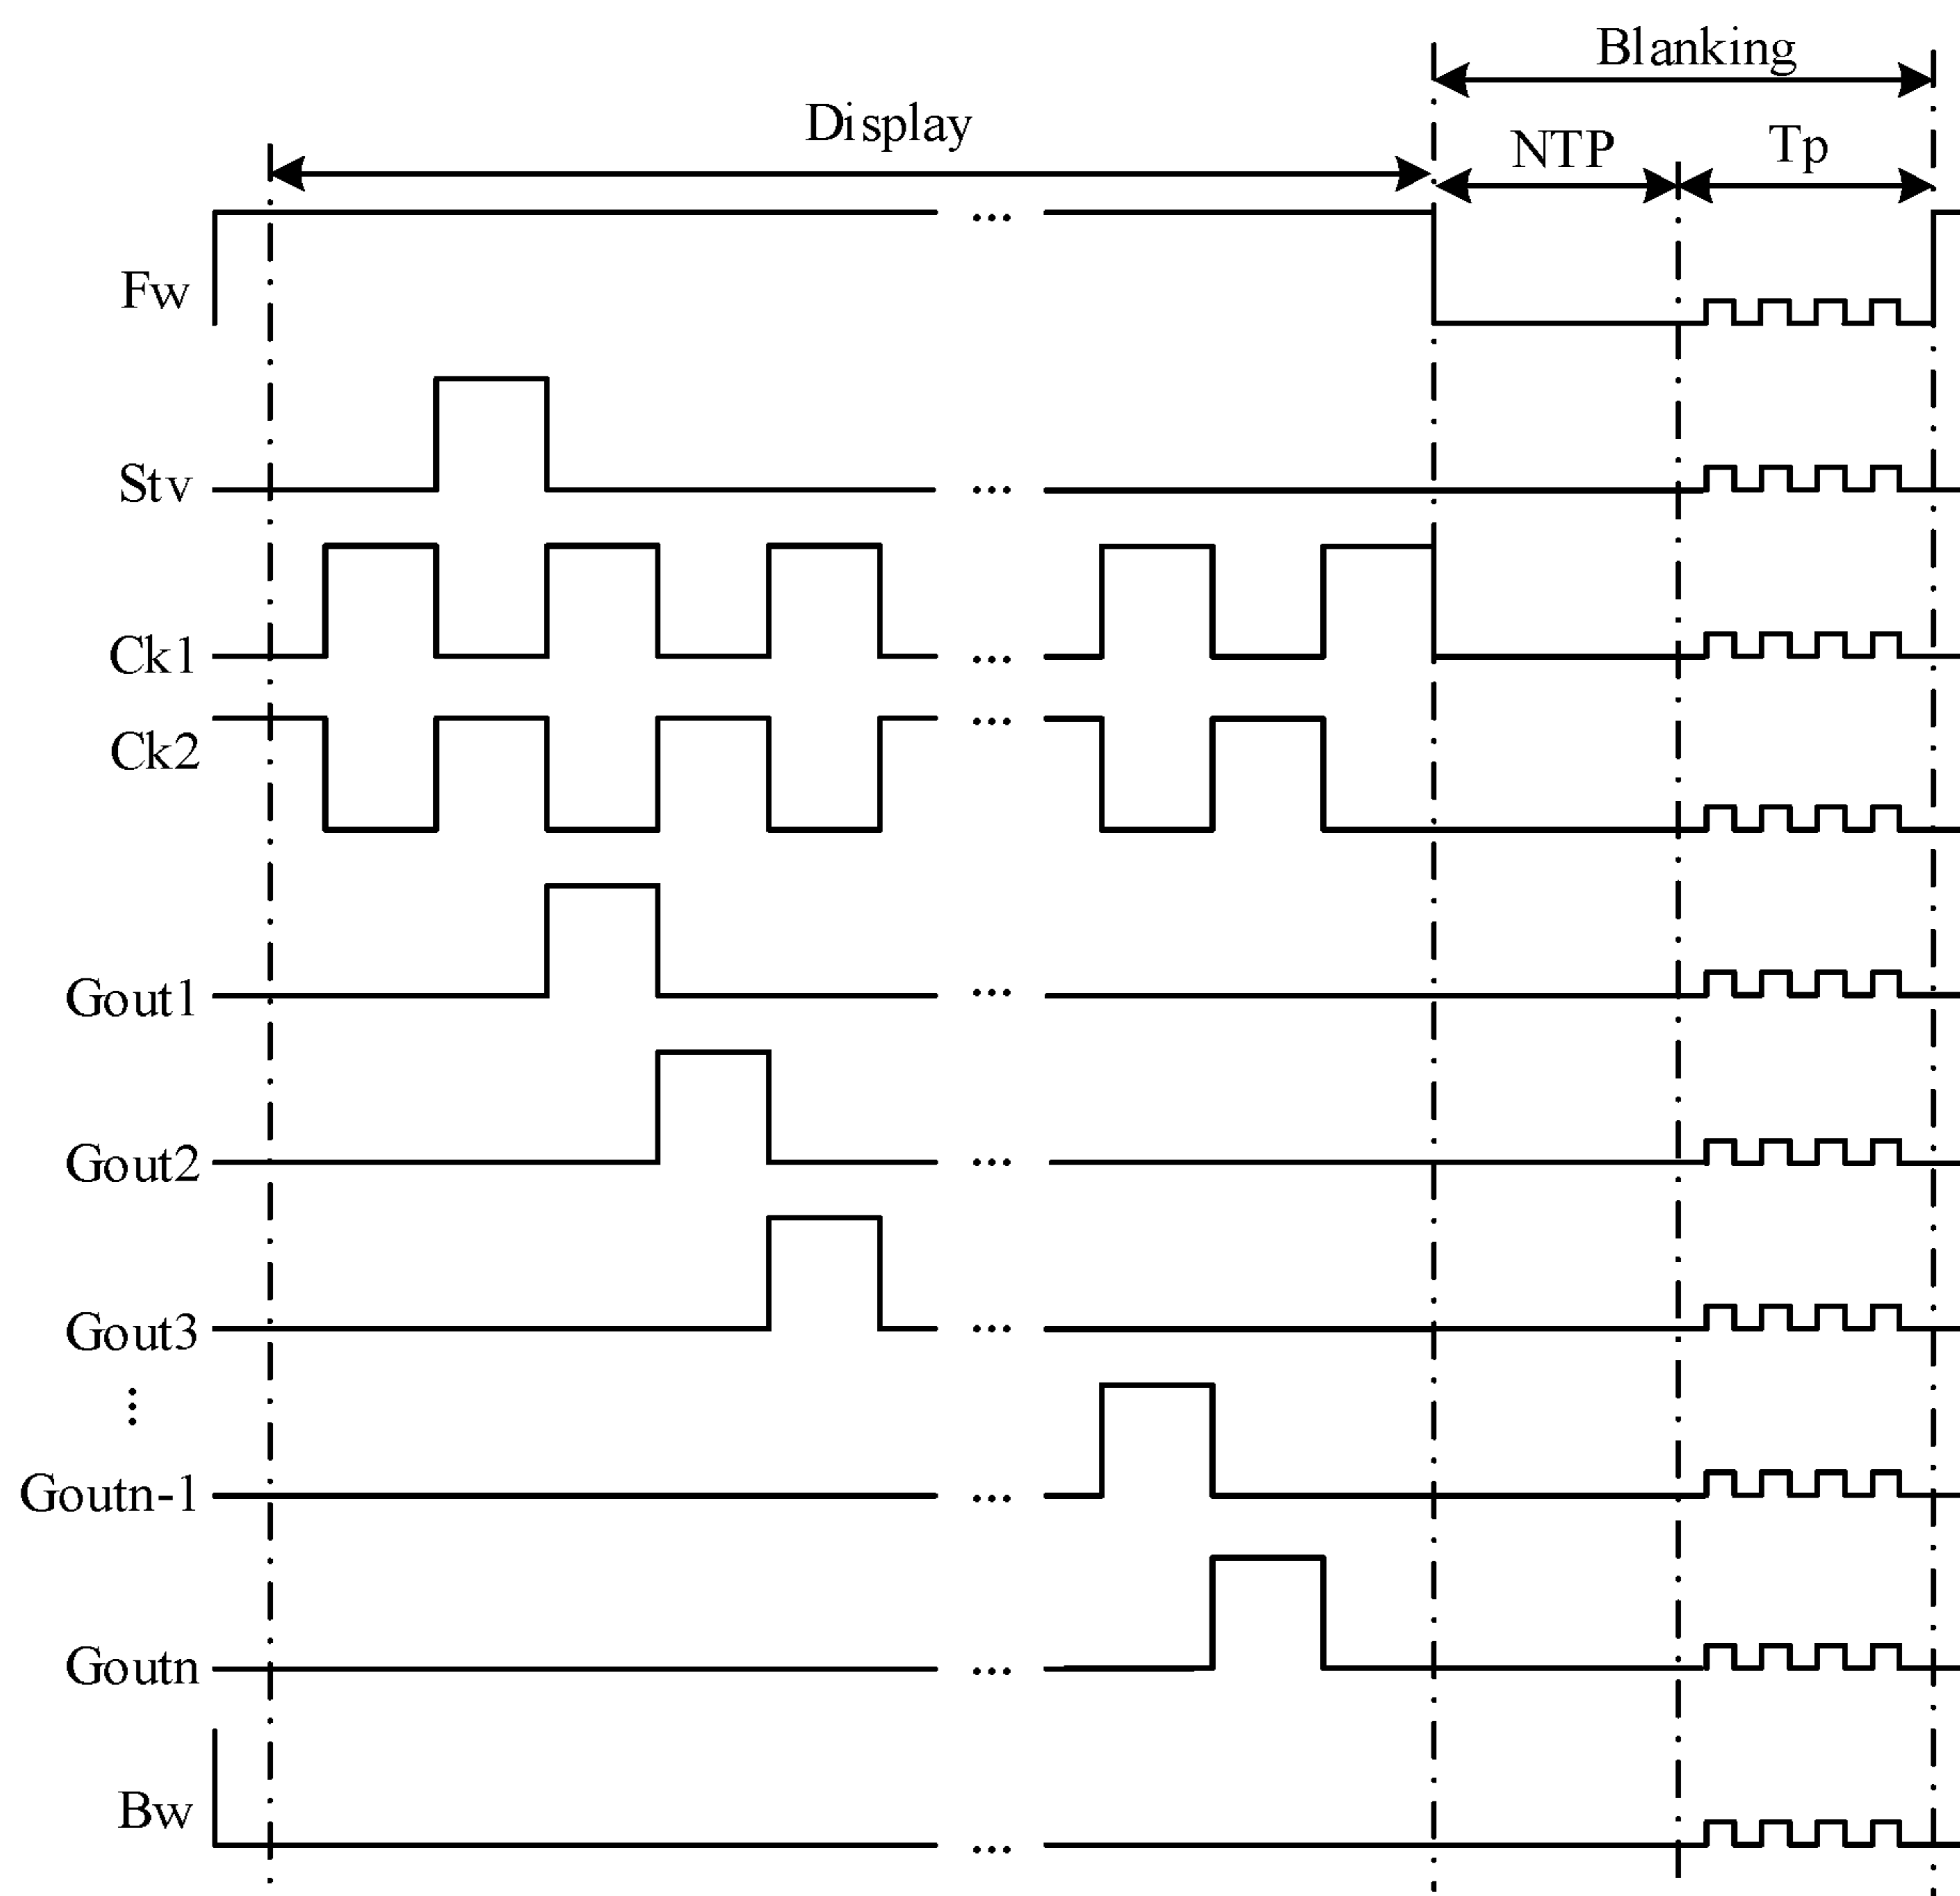 Blanking
Display
NTP
Tp
...
Fw
Stv
...
Ck1
...
Ck2
...
Gout1
...
Gout2
...
Gout3
...
⋮
Goutn-1
...
Goutn
...
Bw
...